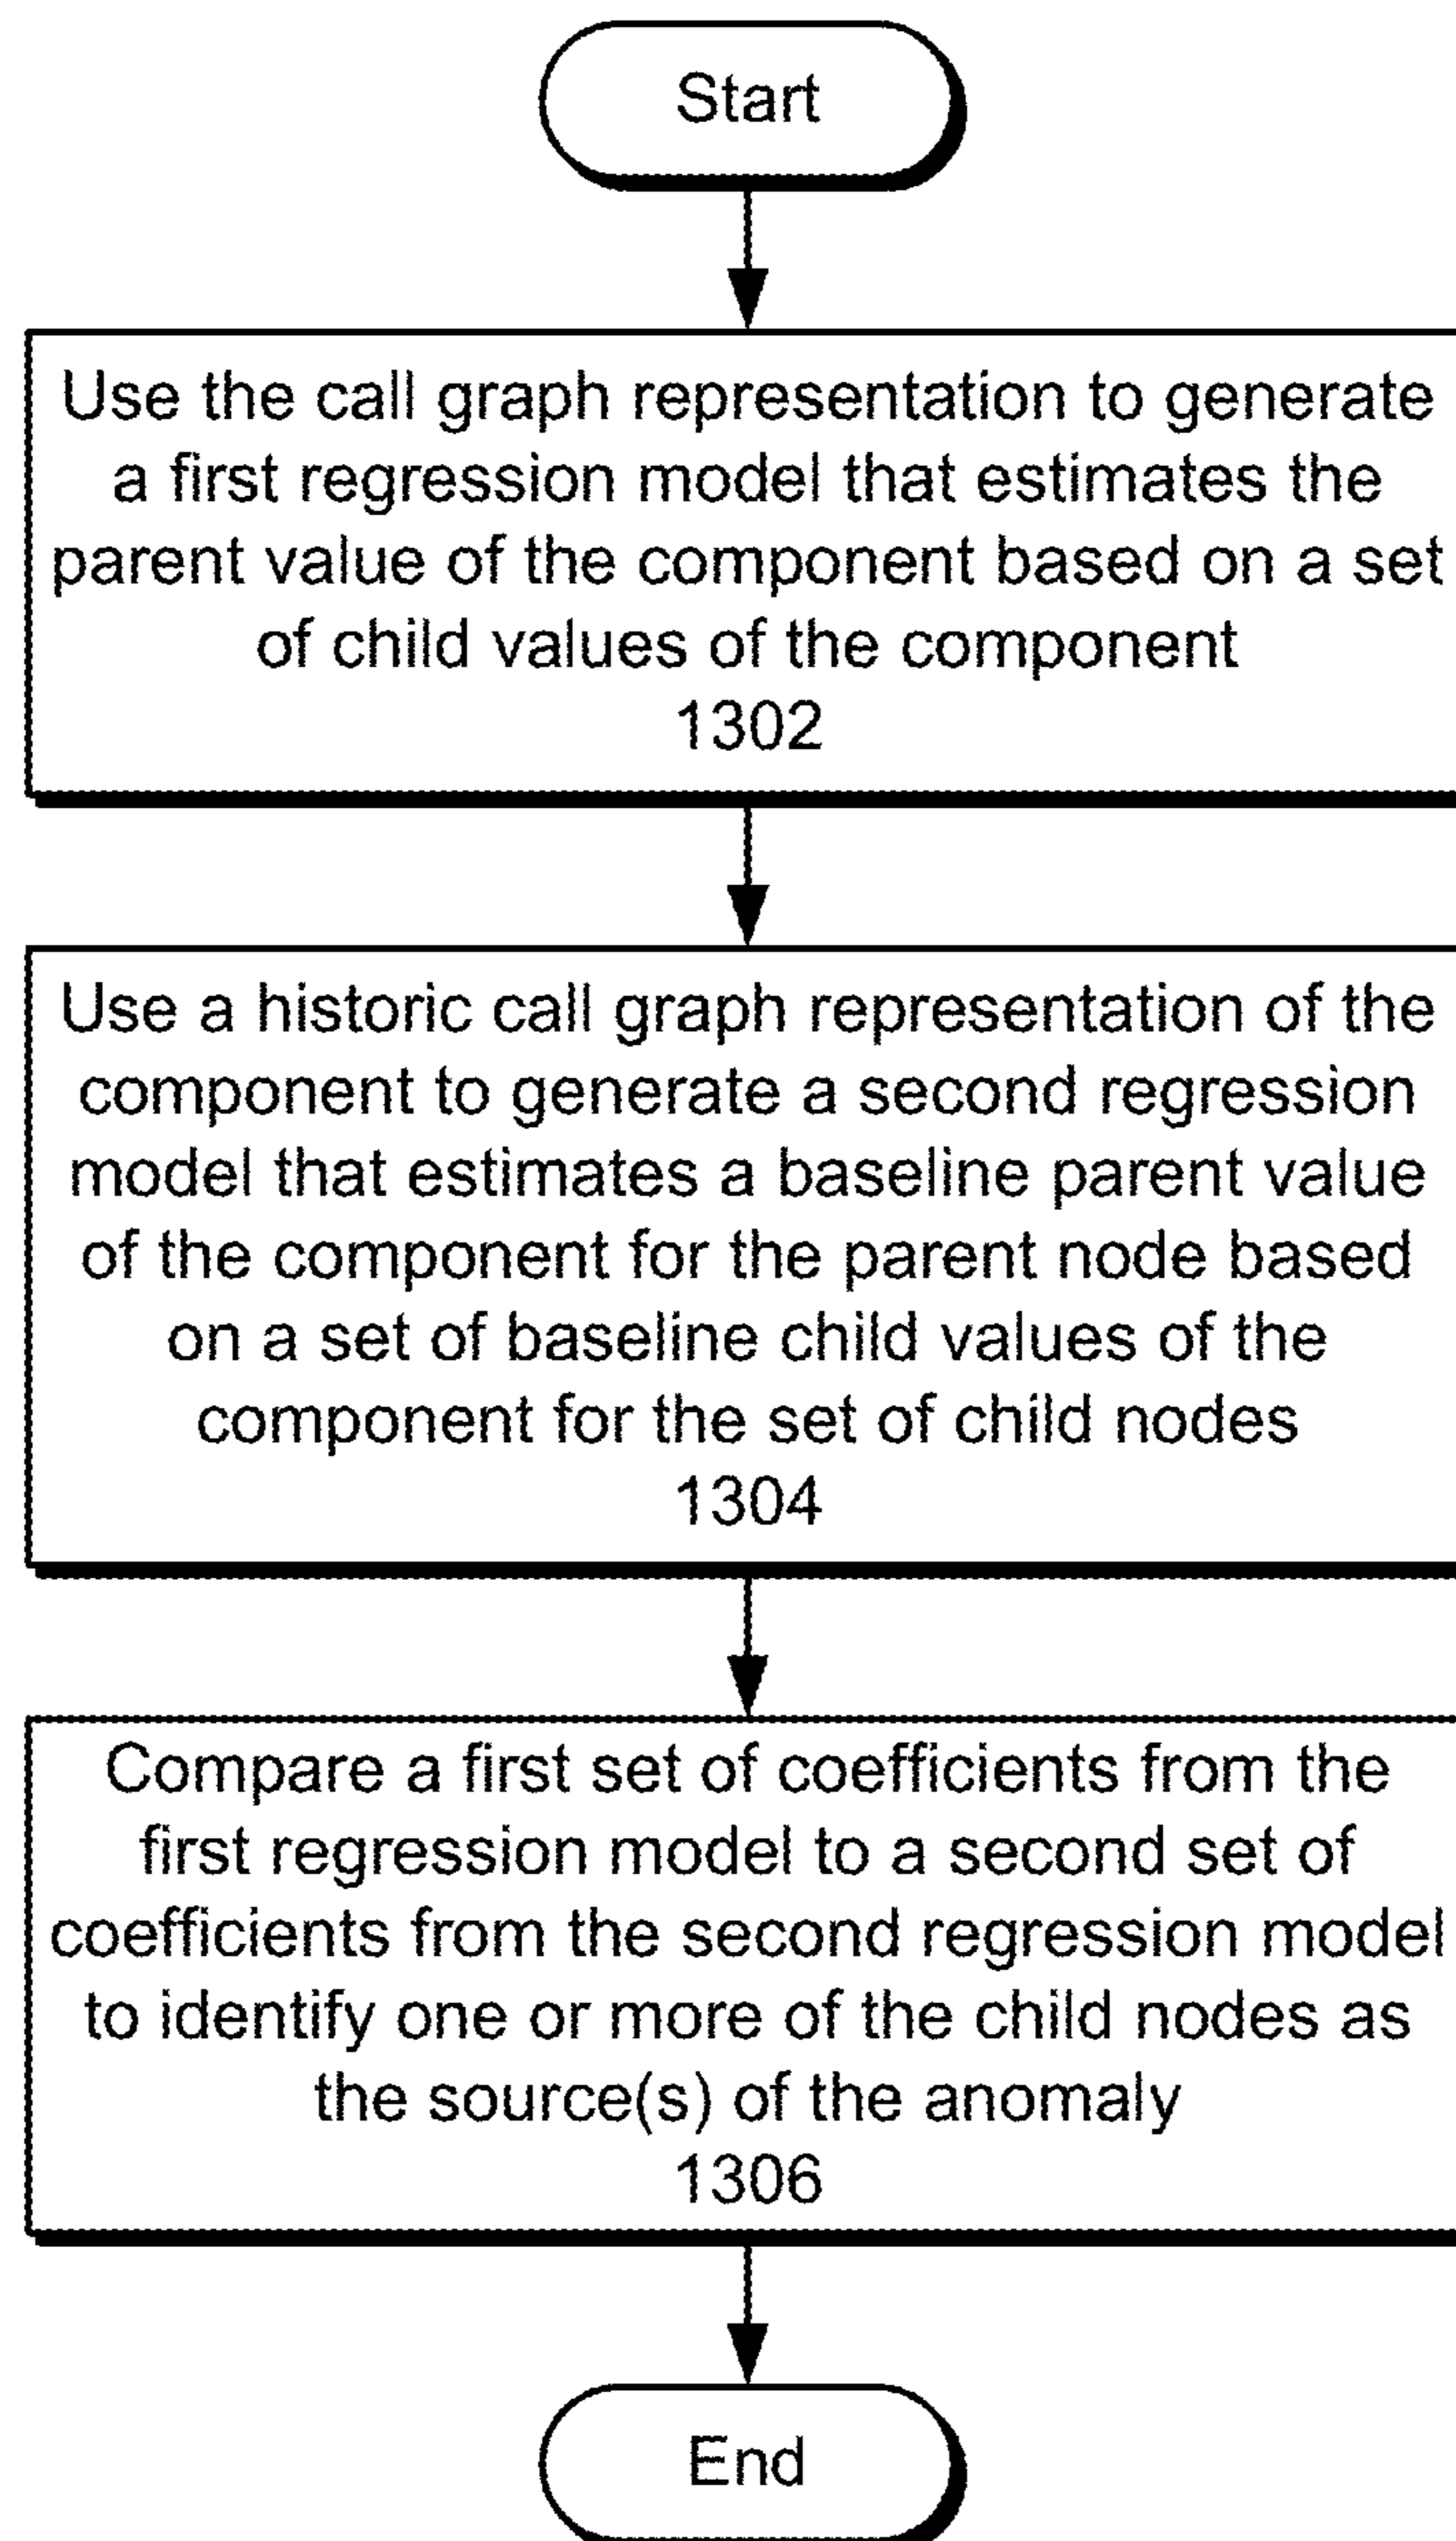 Start
Use the call graph representation to generate
a first regression model that estimates the
parent value of the component based on a set
of child values of the component
1302
Use a historic call graph representation of the
component to generate a second regression
model that estimates a baseline parent value
of the component for the parent node based
on a set of baseline child values of the
component for the set of child nodes
1304
Compare a first set of coefficients from the
first regression model to a second set of
coefficients from the second regression model
to identify one or more of the child nodes as
the source(s) of the anomaly
1306
End